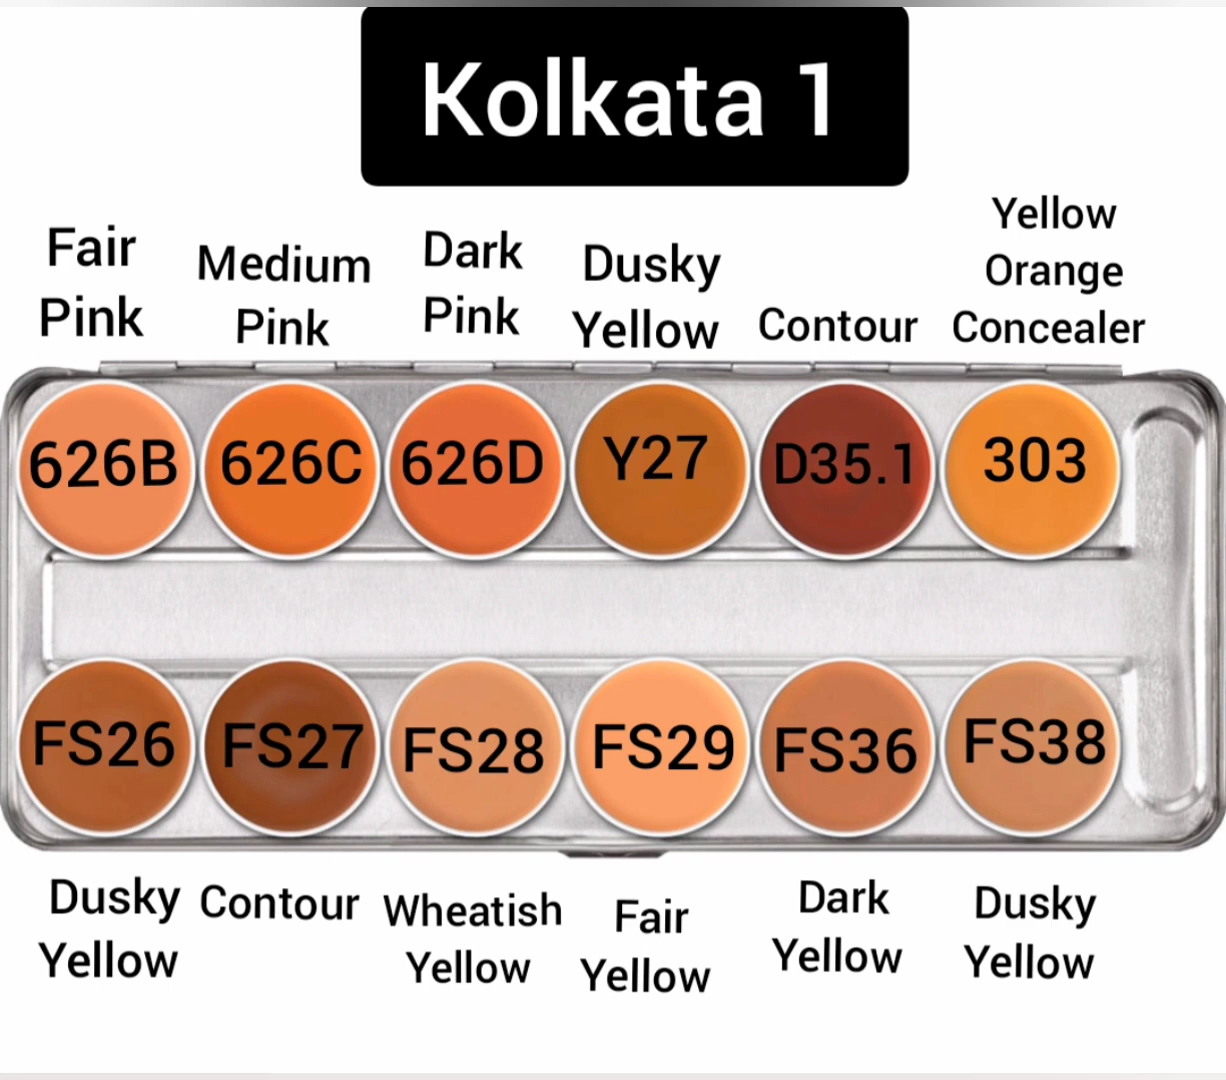 Kolkata 1
Fair
Pink
Medium
Pink
Dark
Pink
Dusky
Yellow
Contour
Yellow
Orange
Concealer
626B
626C
626D
Y27
D35.1
303
FS26
FS27
FS28
FS29
FS36
FS38
Dusky
Yellow
Contour
Wheatish
Yellow
Fair
Yellow
Dark
Yellow
Dusky
Yellow